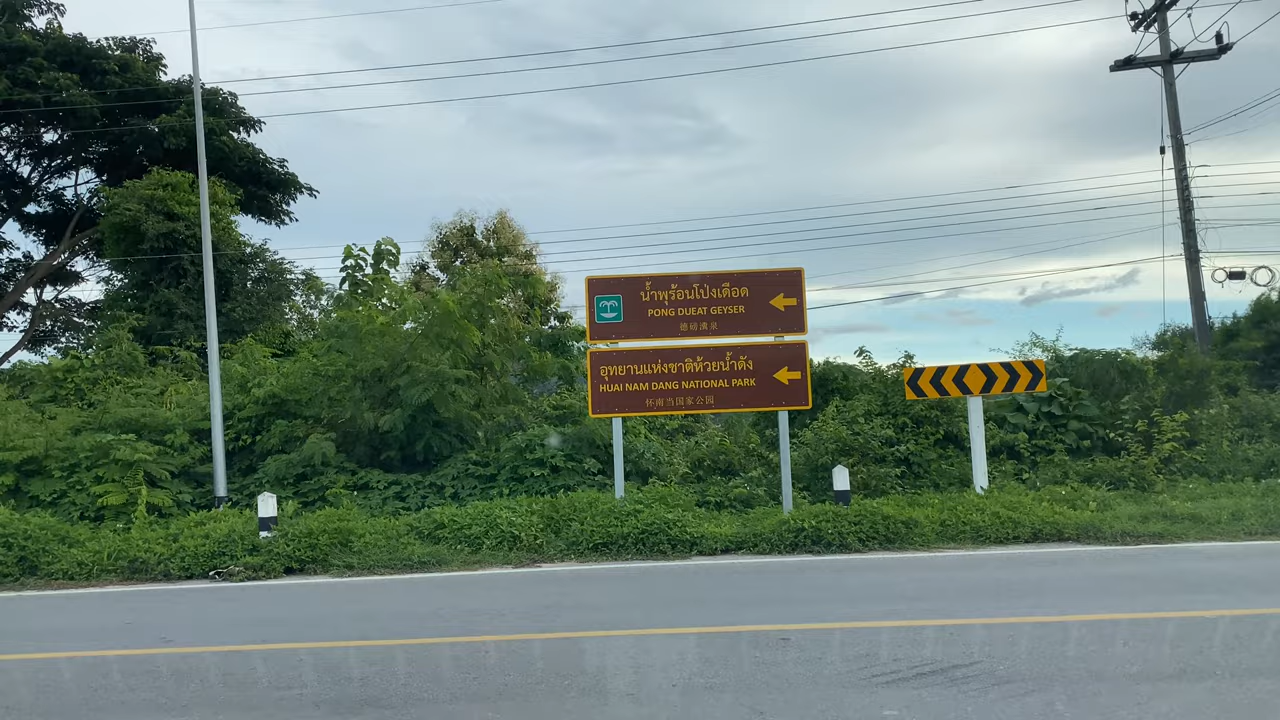 น้ำพุร้อนโป่งเดือด
PONG DUEAT GEYSER
德磅漓泉
อุทยานแห่งชาติห้วยน้ำดัง
HUAI NAM DANG NATIONAL PARK
怀南当国家公园